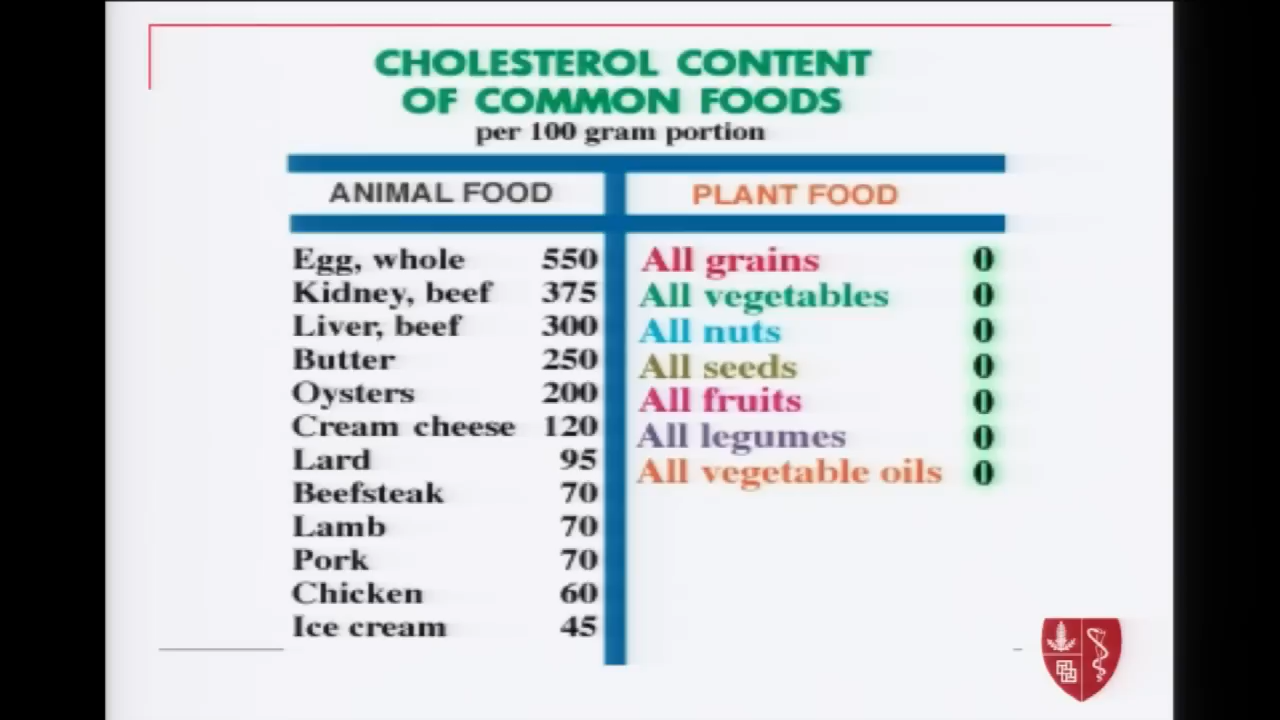 CHOLESTEROL CONTENT
OF COMMON FOODS
per 100 gram portion
ANIMAL FOOD PLANT FOOD
Egg, whole 550 All grains 0
Kidney, beef 375 All vegetables 0
Liver, beef 300 All nuts 0
Butter 250 All seeds 0
Oysters 200 All fruits 0
Cream cheese 120 All legumes 0
Lard 95 All vegetable oils 0
Beefsteak 70
Lamb 70
Pork 70
Chicken 60
Ice cream 45